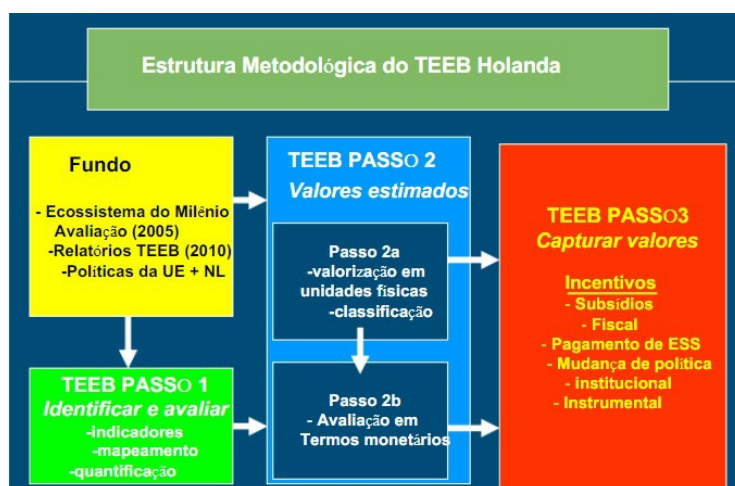 Estrutura Metodológica do TEEB Holanda
Fundo
- Ecossistema do Milênio
Avaliação (2005)
-Relatórios TEEB (2010)
-Políticas da UE + NL
TEEB PASSO 1
Identificar e avaliar
-indicadores
-mapeamento
-quantificação
TEEB PASSO 2
Valores estimados
Passo 2a
-valorização em
unidades físicas
-classificação
Passo 2b
- Avaliação em
Termos monetários
TEEB PASSO3
Capturar valores
Incentivos
- Subsídios
- Fiscal
- Pagamento de ESS
- Mudança de política
- institucional
- Instrumental